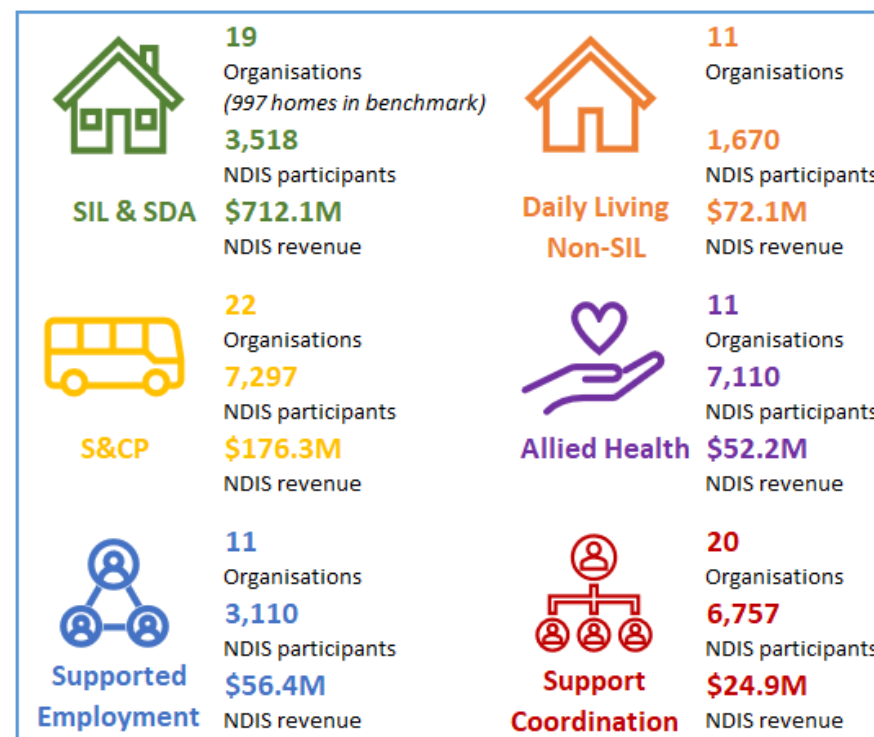 19
Organisations
(997 homes in benchmark)
3,518
NDIS participants
SIL & SDA
$712.1M
NDIS revenue
11
Organisations
1,670
NDIS participants
Daily Living
Non-SIL
$72.1M
NDIS revenue
22
Organisations
7,297
NDIS participants
S&CP
$176.3M
NDIS revenue
11
Organisations
7,110
NDIS participants
Allied Health
$52.2M
NDIS revenue
11
Organisations
3,110
NDIS participants
Supported
Employment
$56.4M
NDIS revenue
20
Organisations
6,757
NDIS participants
Support
Coordination
$24.9M
NDIS revenue